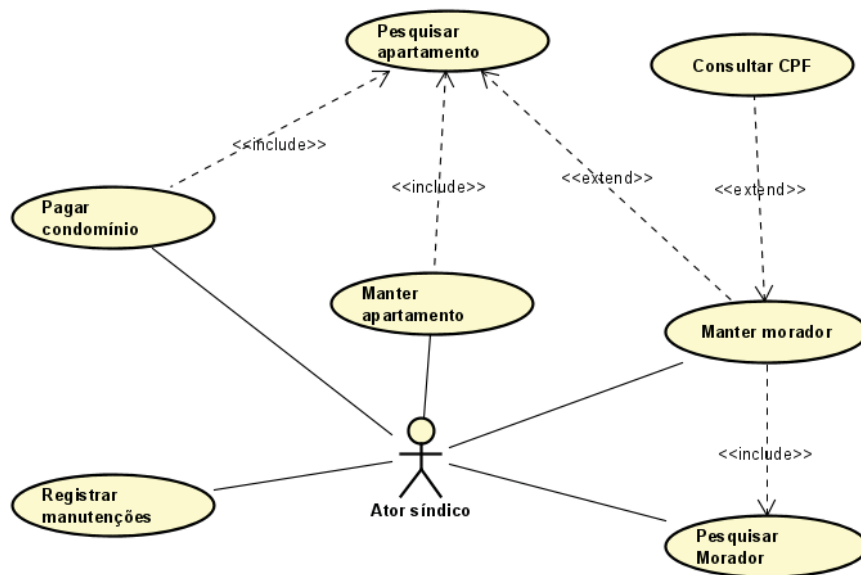 Pesquisar
apartamento
Consultar CPF
<<include>>
<<include>>
<<extend>>
<<extend>>
Pagar
condomínio
Manter
apartamento
Manter morador
<<include>>
Registrar
manutenções
Ator síndico
Pesquisar
Morador